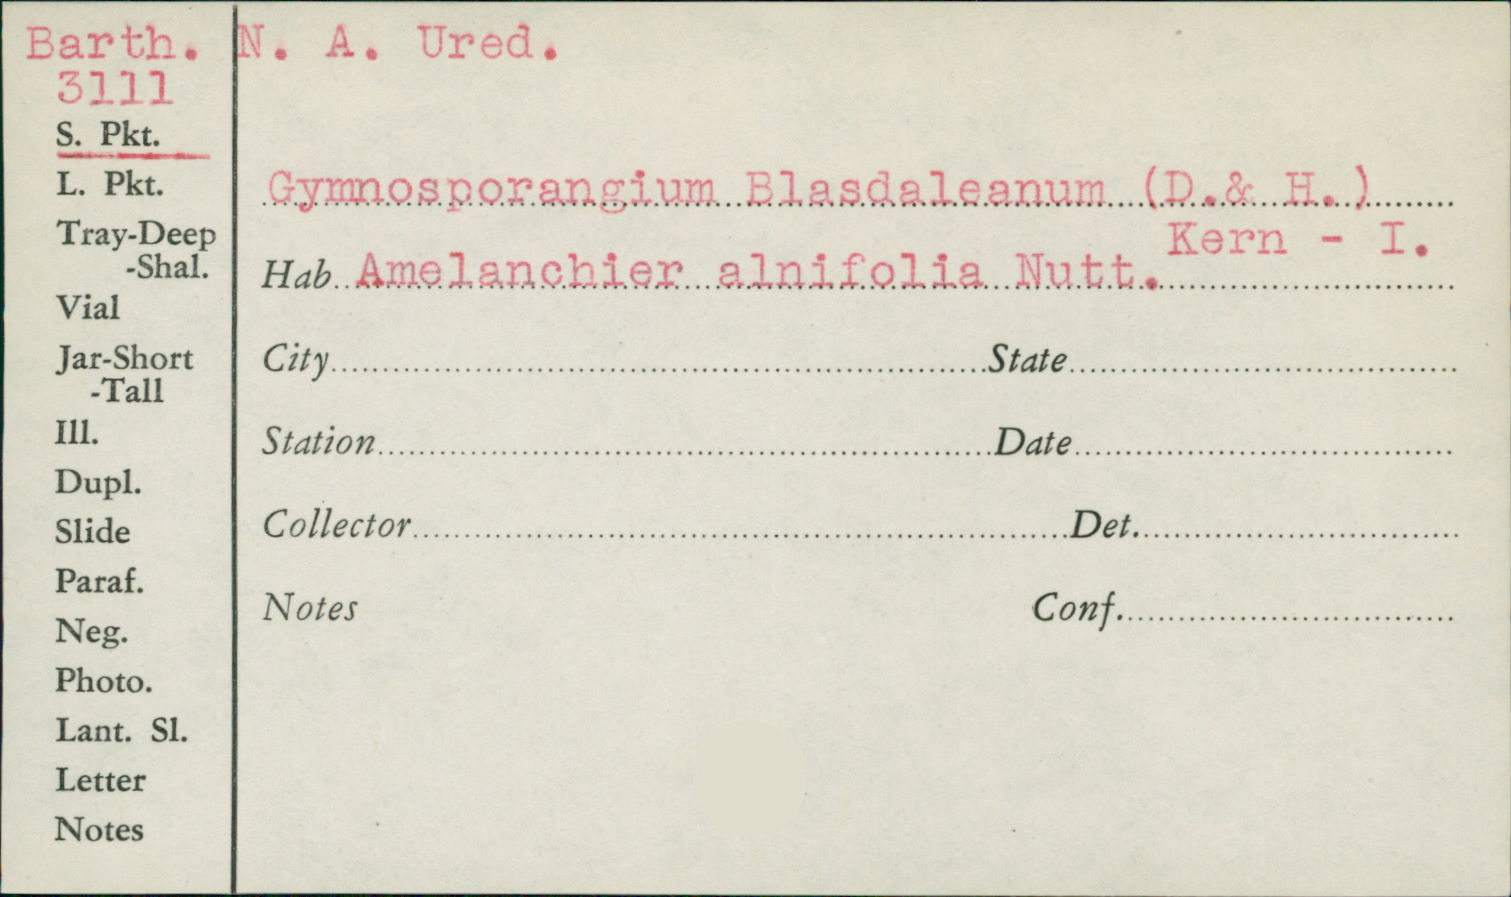 Barth. N. A. Ured.
3111
S. Pkt.
L. Pkt.
Tray-Deep
-Shal.
Vial
Jar-Short
-Tall
Ill.
Dupl.
Slide
Paraf.
Neg.
Photo.
Lant. Sl.
Letter
Notes
Gymnosporangium Blasdaleanum (D.& H.)
Kern - I.
Hab. Amelanchier alnifolia Nutt.
City State
Station Date
Collector Det.
Notes Conf.